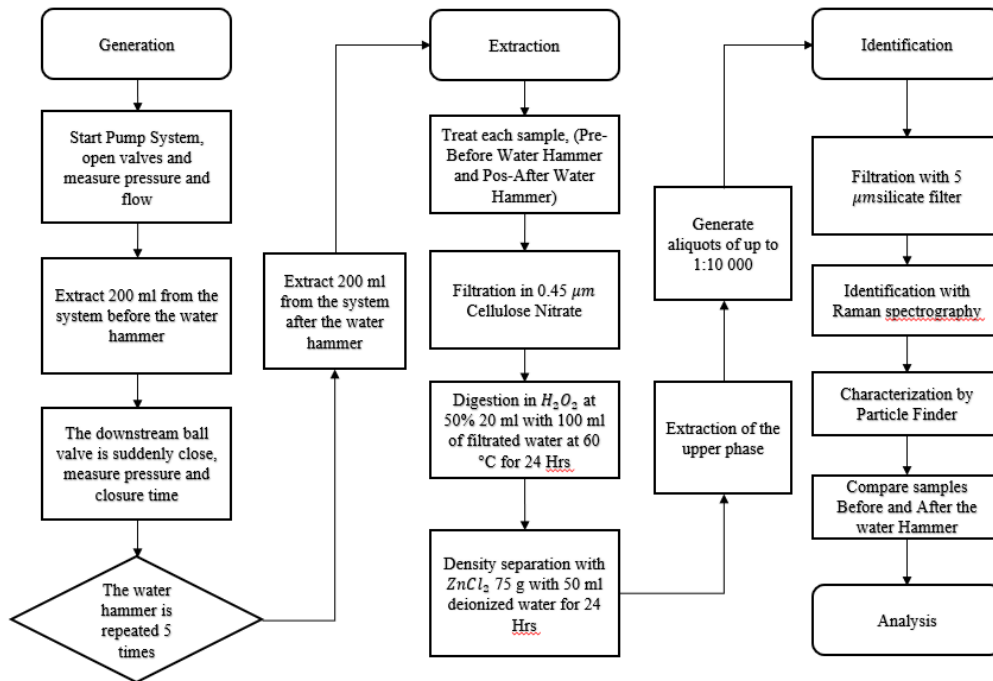 Generation
Start Pump System,
open valves and
measure pressure and
flow
Extract 200 ml from the
system before the water
hammer
The downstream ball
valve is suddenly close,
measure pressure and
closure time
The water
hammer is
repeated 5
times
Extract 200 ml
from the system
after the water
hammer
Extraction
Treat each sample, (Pre-
Before Water Hammer
and Pos-After Water
Hammer)
Filtration in 0.45 𝜇m
Cellulose Nitrate
Digestion in H₂O₂ at
50% 20 ml with 100 ml
of filtrated water at 60
°C for 24 Hrs
Density separation with
ZnCl₂ 75 g with 50 ml
deionized water for 24
Hrs
Extraction of the
upper phase
Generate
aliquots of up to
1:10 000
Identification
Filtration with 5
𝜇msilicate filter
Identification with
Raman spectrography
Characterization by
Particle Finder
Compare samples
Before and After the
water Hammer
Analysis